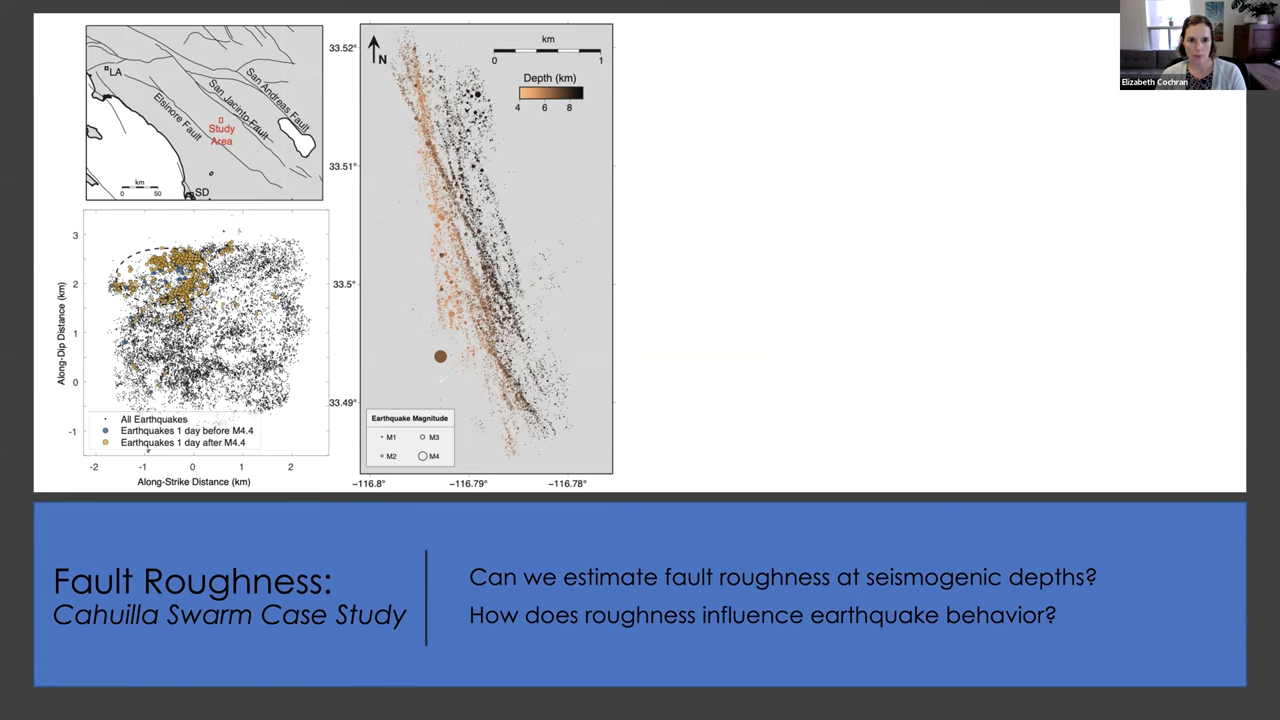 LA
San Andreas Fault
San Jacinto Fault
Elsinore Fault
Study
Area
km
0 50
SD
3
2
1
0
-1
Along-Dip Distance (km)
All Earthquakes
Earthquakes 1 day before M4.4
Earthquakes 1 day after M4.4
-2 -1 0 1 2
Along-Strike Distance (km)
33.52°
33.51°
33.5°
33.49°
N
km
0 1
Depth (km)
4 6 8
Earthquake Magnitude
M1 M3
M2 M4
−116.8° −116.79° −116.78°
Elizabeth Cochran
Fault Roughness:
Cahuilla Swarm Case Study
Can we estimate fault roughness at seismogenic depths?
How does roughness influence earthquake behavior?